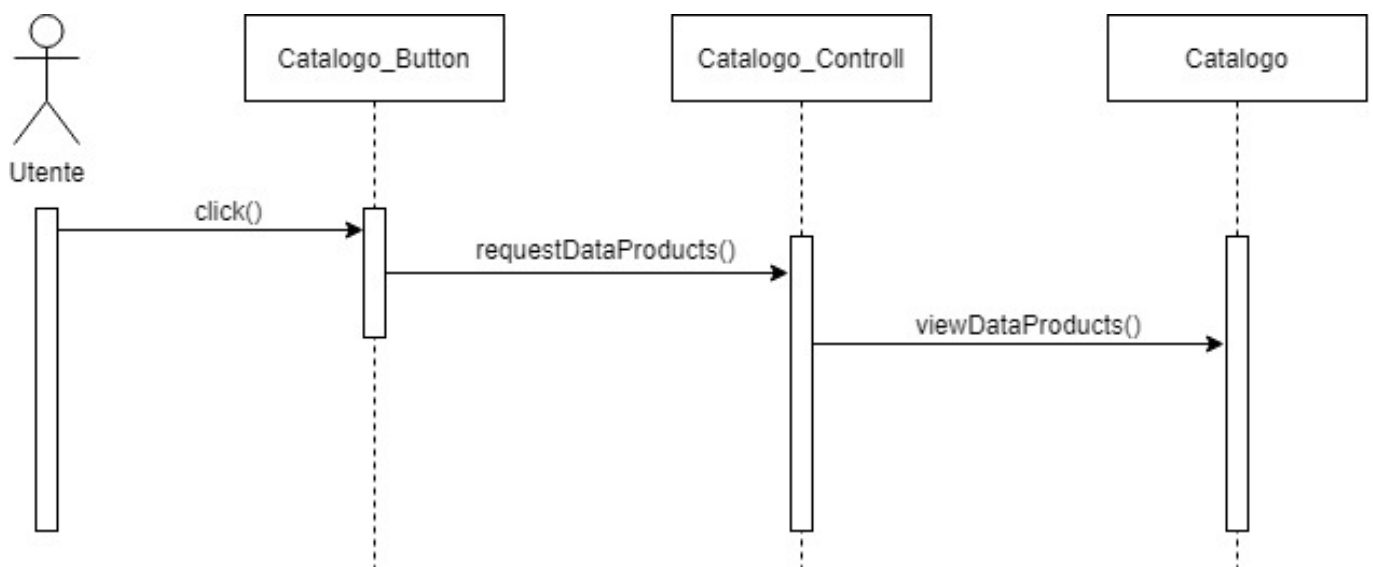 Catalogo_Button
Catalogo_Controll
Catalogo
Utente
click()
requestDataProducts()
viewDataProducts()